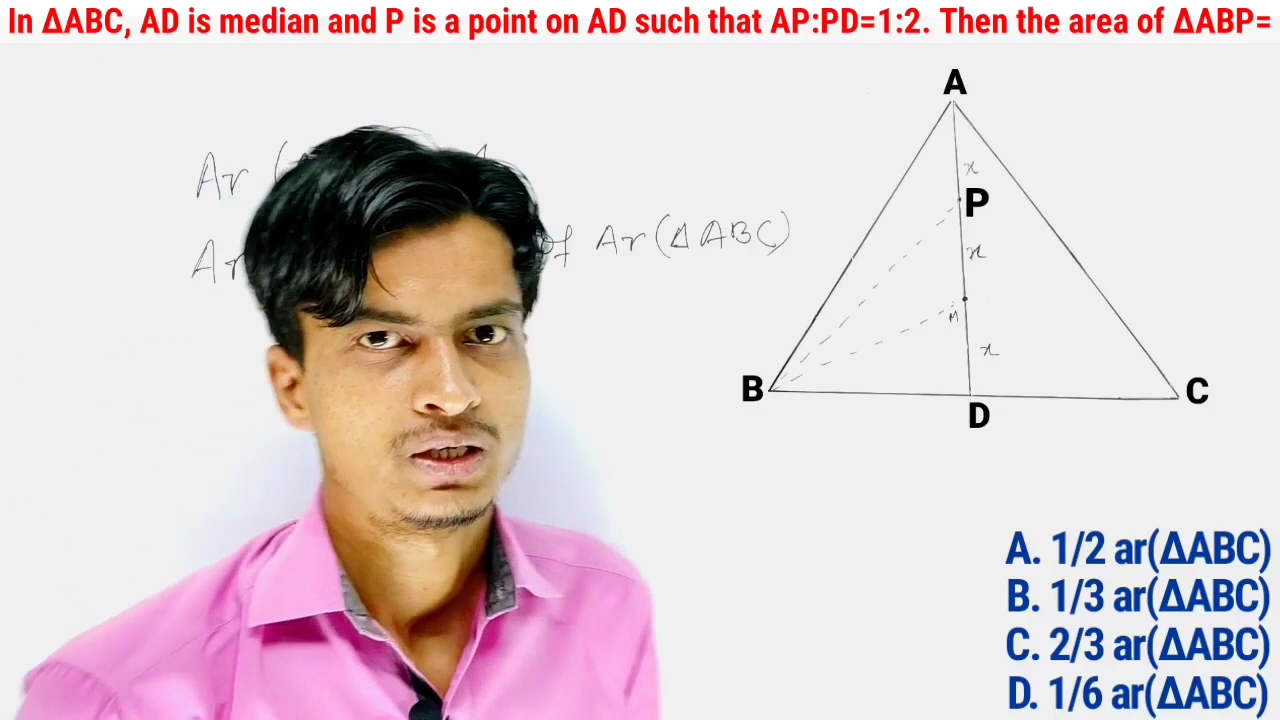 In ΔABC, AD is median and P is a point on AD such that AP:PD=1:2. Then the area of ΔABP=
A
Ar (
x
P
Ar
of Ar(ΔABC)
x
M
x
B
C
D
A. 1/2 ar(ΔABC)
B. 1/3 ar(ΔABC)
C. 2/3 ar(ΔABC)
D. 1/6 ar(ΔABC)